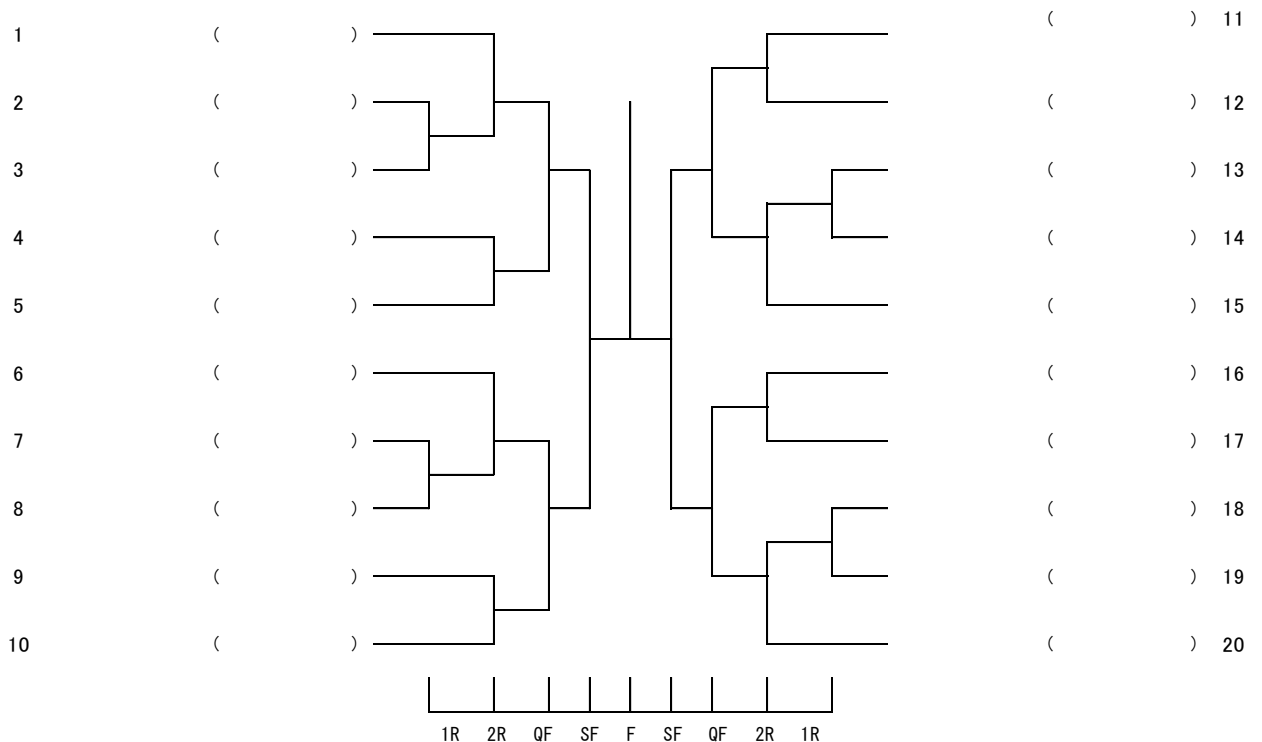 ( ) 11
1 ( )
2 ( ) ( ) 12
3 ( ) ( ) 13
4 ( ) ( ) 14
5 ( ) ( ) 15
6 ( ) ( ) 16
7 ( ) ( ) 17
8 ( ) ( ) 18
9 ( ) ( ) 19
10 ( ) ( ) 20
1R 2R QF SF F SF QF 2R 1R